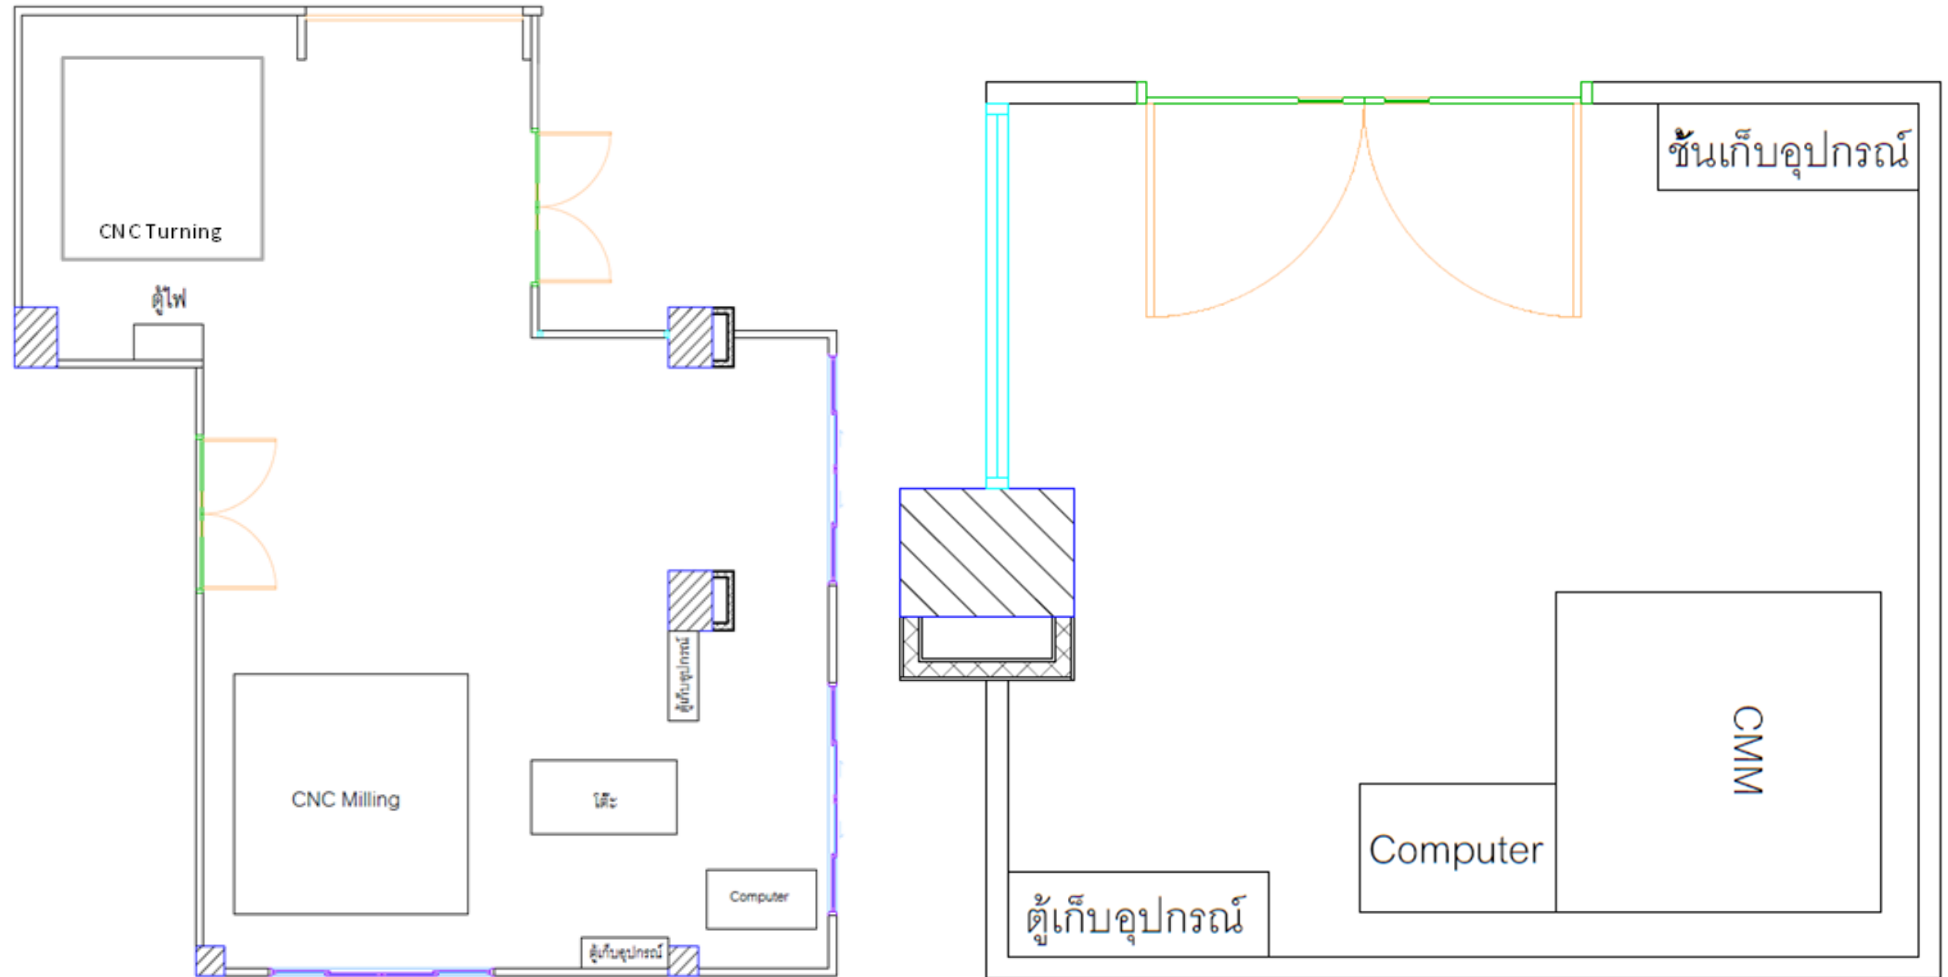 CNC Turning
ตู้ไฟ
ตู้เก็บอุปกรณ์
CNC Milling
โต๊ะ
Computer
ตู้เก็บอุปกรณ์
ชั้นเก็บอุปกรณ์
CMM
Computer
ตู้เก็บอุปกรณ์